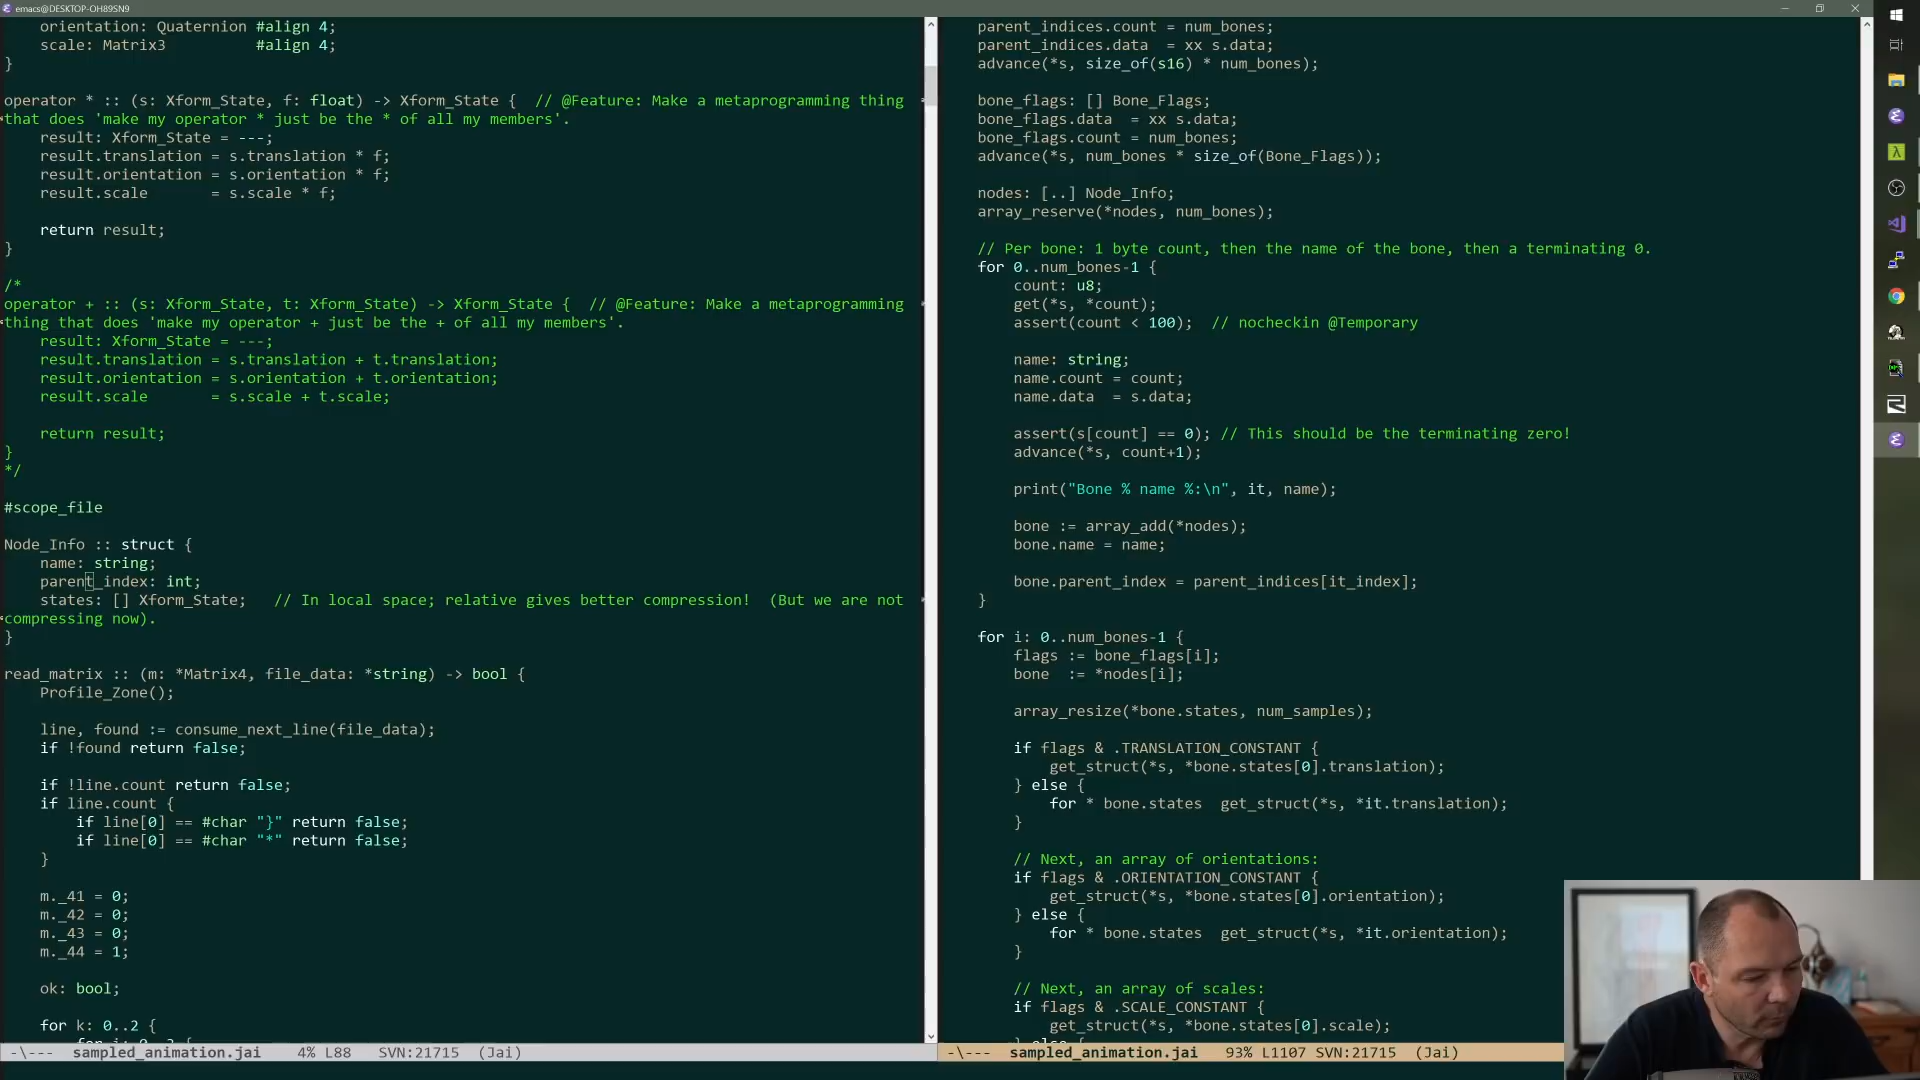 emacs@DESKTOP-OH89SN9
    orientation: Quaternion #align 4;
    scale: Matrix3          #align 4;
}
operator * :: (s: Xform_State, f: float) -> Xform_State {  // @Feature: Make a metaprogramming thing
that does 'make my operator * just be the * of all my members'.
    result: Xform_State = ---;
    result.translation = s.translation * f;
    result.orientation = s.orientation * f;
    result.scale       = s.scale * f;
    return result;
}
/*
operator + :: (s: Xform_State, t: Xform_State) -> Xform_State {  // @Feature: Make a metaprogramming
thing that does 'make my operator + just be the + of all my members'.
    result: Xform_State = ---;
    result.translation = s.translation + t.translation;
    result.orientation = s.orientation + t.orientation;
    result.scale       = s.scale + t.scale;
    return result;
}
*/
#scope_file
Node_Info :: struct {
    name: string;
    parent_index: int;
    states: [] Xform_State;   // In local space; relative gives better compression!  (But we are not
compressing now).
}
read_matrix :: (m: *Matrix4, file_data: *string) -> bool {
    Profile_Zone();
    line, found := consume_next_line(file_data);
    if !found return false;
    if !line.count return false;
    if line.count {
        if line[0] == #char "}" return false;
        if line[0] == #char "*" return false;
    }
    m._41 = 0;
    m._42 = 0;
    m._43 = 0;
    m._44 = 1;
    ok: bool;
    for k: 0..2 {
-\---  sampled_animation.jai    4% L88   SVN:21715  (Jai)
    parent_indices.count = num_bones;
    parent_indices.data  = xx s.data;
    advance(*s, size_of(s16) * num_bones);
    bone_flags: [] Bone_Flags;
    bone_flags.data  = xx s.data;
    bone_flags.count = num_bones;
    advance(*s, num_bones * size_of(Bone_Flags));
    nodes: [..] Node_Info;
    array_reserve(*nodes, num_bones);
    // Per bone: 1 byte count, then the name of the bone, then a terminating 0.
    for 0..num_bones-1 {
        count: u8;
        get(*s, *count);
        assert(count < 100);  // nocheckin @Temporary
        name: string;
        name.count = count;
        name.data  = s.data;
        assert(s[count] == 0); // This should be the terminating zero!
        advance(*s, count+1);
        print("Bone % name %:\n", it, name);
        bone := array_add(*nodes);
        bone.name = name;
        bone.parent_index = parent_indices[it_index];
    }
    for i: 0..num_bones-1 {
        flags := bone_flags[i];
        bone  := *nodes[i];
        array_resize(*bone.states, num_samples);
        if flags & .TRANSLATION_CONSTANT {
            get_struct(*s, *bone.states[0].translation);
        } else {
            for * bone.states  get_struct(*s, *it.translation);
        }
        // Next, an array of orientations:
        if flags & .ORIENTATION_CONSTANT {
            get_struct(*s, *bone.states[0].orientation);
        } else {
            for * bone.states  get_struct(*s, *it.orientation);
        }
        // Next, an array of scales:
        if flags & .SCALE_CONSTANT {
            get_struct(*s, *bone.states[0].scale);
-\---  sampled_animation.jai   93% L1107 SVN:21715  (Jai)